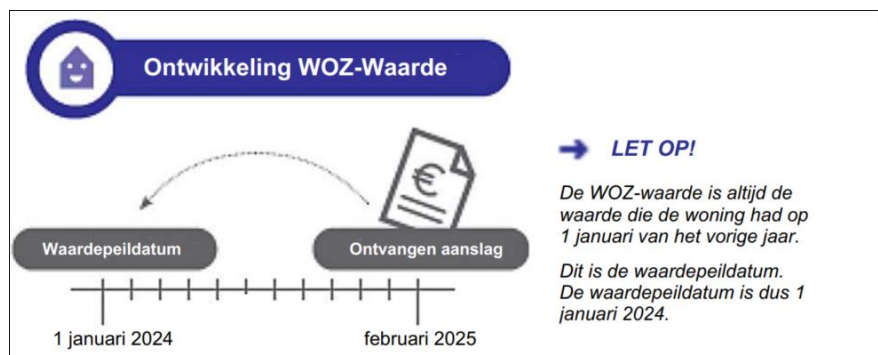 Ontwikkeling WOZ-Waarde
€
Waardepeildatum
Ontvangen aanslag
1 januari 2024
februari 2025
LET OP!
De WOZ-waarde is altijd de
waarde die de woning had op
1 januari van het vorige jaar.
Dit is de waardepeildatum.
De waardepeildatum is dus 1
januari 2024.